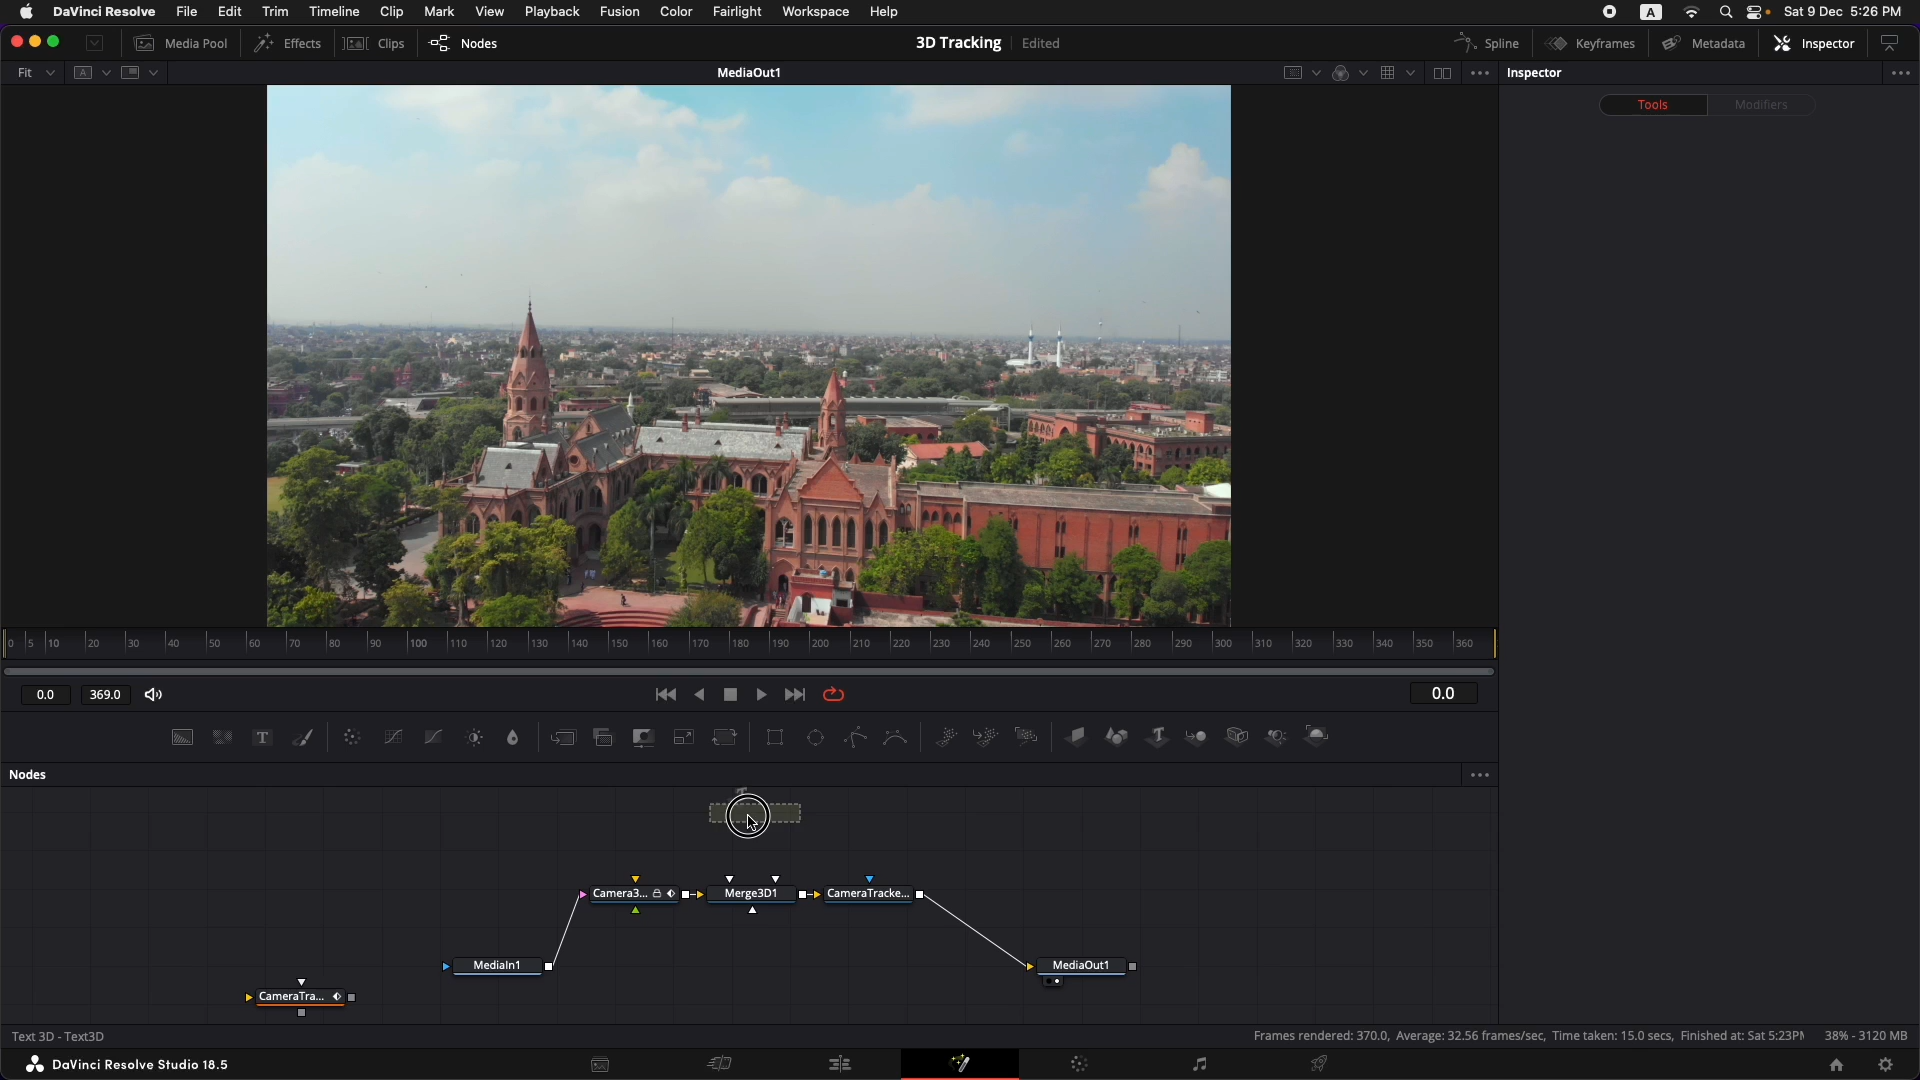 DaVinci Resolve File Edit Trim Timeline Clip Mark View Playback Fusion Color Fairlight Workspace Help A Sat 9 Dec 5:26 PM
Media Pool Effects Clips Nodes 3D Tracking Edited Spline Keyframes Metadata Inspector
Fit A MediaOut1 Inspector
Tools Modifiers
0 5 10 20 30 40 50 60 70 80 90 100 110 120 130 140 150 160 170 180 190 200 210 220 230 240 250 260 270 280 290 300 310 320 330 340 350 360
0.0 369.0 0.0
T T
Nodes
Camera3... Merge3D1 CameraTracke...
MediaIn1 MediaOut1
CameraTra...
Text 3D - Text3D Frames rendered: 370.0, Average: 32.56 frames/sec, Time taken: 15.0 secs, Finished at: Sat 5:23PM 38% - 3120 MB
DaVinci Resolve Studio 18.5